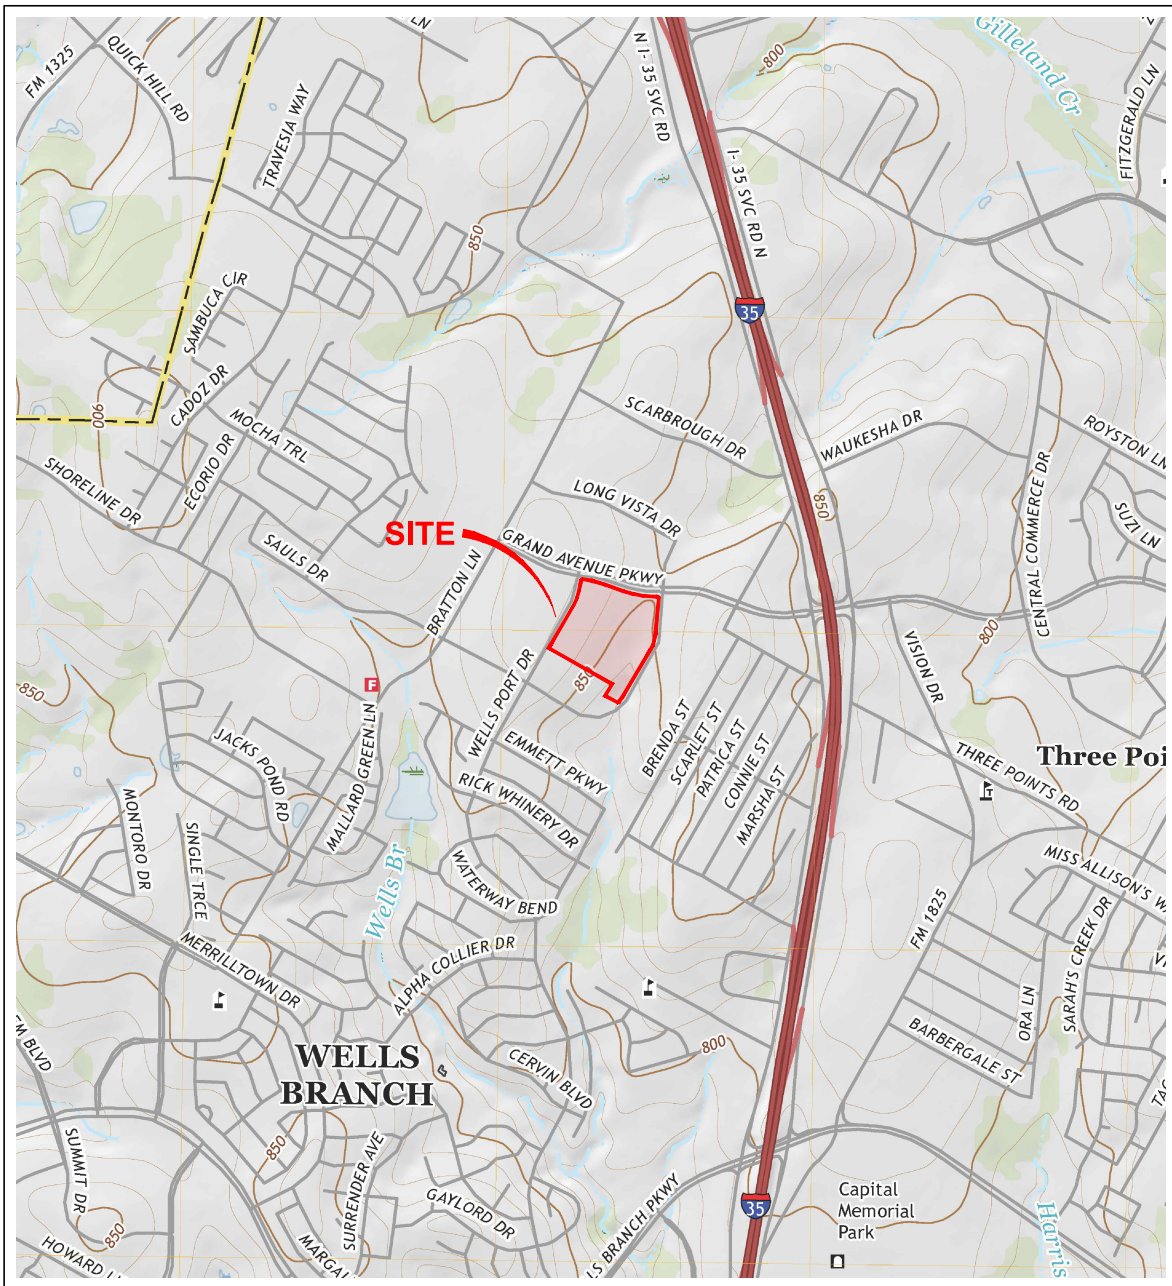 LN
Gilleland Cr
FM 1325
QUICK HILL RD
N I- 35 SVC RD
800
FITZGERALD LN
TRAVESIA WAY
I- 35 SVC RD N
850
SAMBUCA CIR
35
900
CADOZ DR
MOCHA TRL
SCARBROUGH DR
WAUKESHA DR
ROYSTON LN
ECORIO DR
SHORELINE DR
LONG VISTA DR
850
SUZI LN
CENTRAL COMMERCE DR
SITE
SAULS DR
GRAND AVENUE PKWY
BRATTON LN
800
VISION DR
850
F
850
WELLS PORT DR
BRENDA ST
SCARLET ST
PATRICA ST
CONNIE ST
MARSHA ST
JACKS POND RD
MALLARD GREEN LN
EMMETT PKWY
RICK WHINERY DR
Three Poi
THREE POINTS RD
MONTORO DR
SINGLE TRCE
WATERWAY BEND
Wells Br
MISS ALLISON'S W
FM 1825
SARAH'S CREEK DR
MERRILLTOWN DR
ALPHA COLLIER DR
ORA LN
BARBERGALE ST
800
WELLS
BRANCH
CERVIN BLVD
BLVD
SUMMIT DR
850
SURRENDER AVE
GAYLORD DR
LS BRANCH PKWY
35
Capital
Memorial
Park
Harris
850
HOWARD L
MARGA